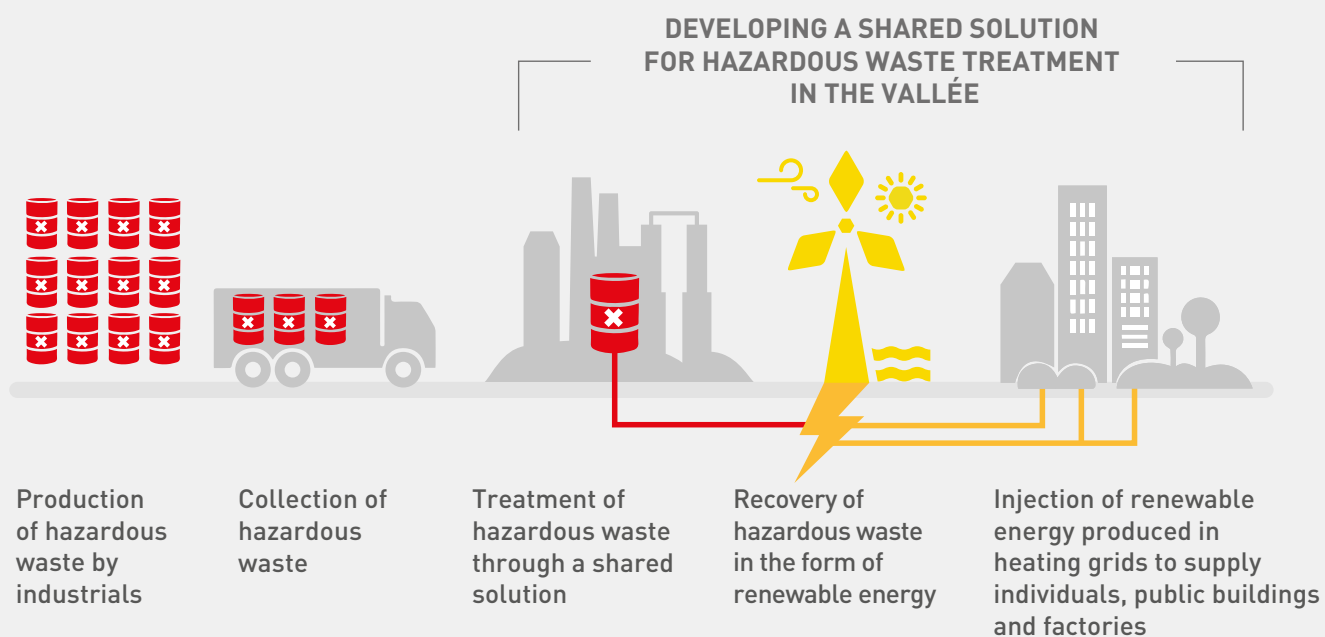 DEVELOPING A SHARED SOLUTION
FOR HAZARDOUS WASTE TREATMENT
IN THE VALLÉE
Production
of hazardous
waste by
industrials
Collection of
hazardous
waste
Treatment of
hazardous waste
through a shared
solution
Recovery of
hazardous waste
in the form of
renewable energy
Injection of renewable
energy produced in
heating grids to supply
individuals, public buildings
and factories